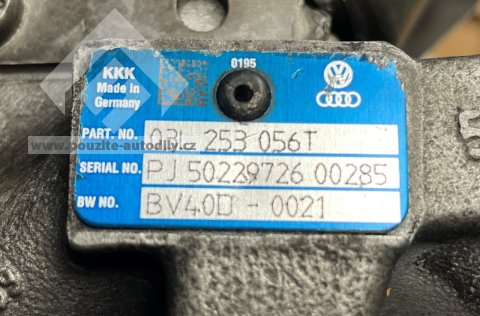 KKK
Made in
Germany
0195
PART. NO. 03L 253 056T
www.pouzite-autodily.cz
SERIAL NO. PJ 50229726 00285
BW NO. BV40D - 0021